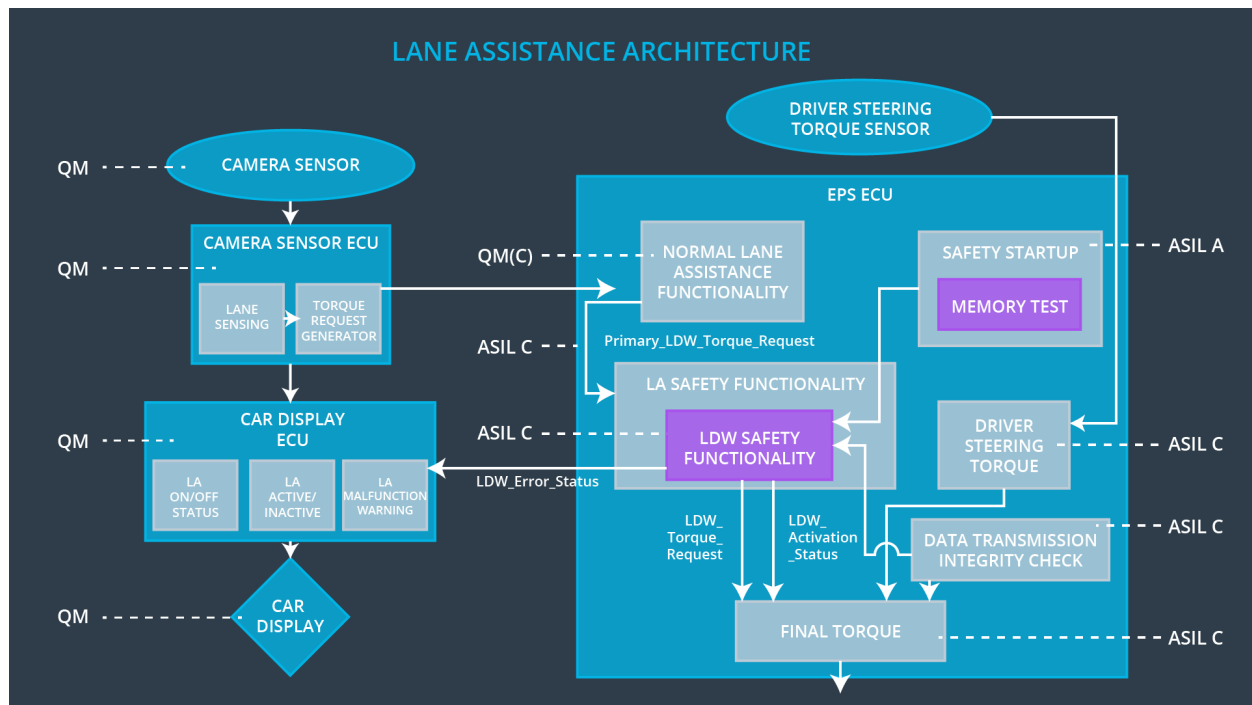 LANE ASSISTANCE ARCHITECTURE
DRIVER STEERING
TORQUE SENSOR
QM
CAMERA SENSOR
EPS ECU
CAMERA SENSOR ECU
QM
LANE
SENSING
TORQUE
REQUEST
GENERATOR
QM(C)
NORMAL LANE
ASSISTANCE
FUNCTIONALITY
SAFETY STARTUP
ASIL A
MEMORY TEST
ASIL C
Primary_LDW_Torque_Request
LA SAFETY FUNCTIONALITY
CAR DISPLAY
ECU
QM
LA
ON/OFF
STATUS
LA
ACTIVE/
INACTIVE
LA
MALFUNCTION
WARNING
ASIL C
LDW SAFETY
FUNCTIONALITY
DRIVER
STEERING
TORQUE
ASIL C
LDW_Error_Status
LDW_
Torque_
Request
LDW_
Activation
_Status
DATA TRANSMISSION
INTEGRITY CHECK
ASIL C
QM
CAR
DISPLAY
FINAL TORQUE
ASIL C